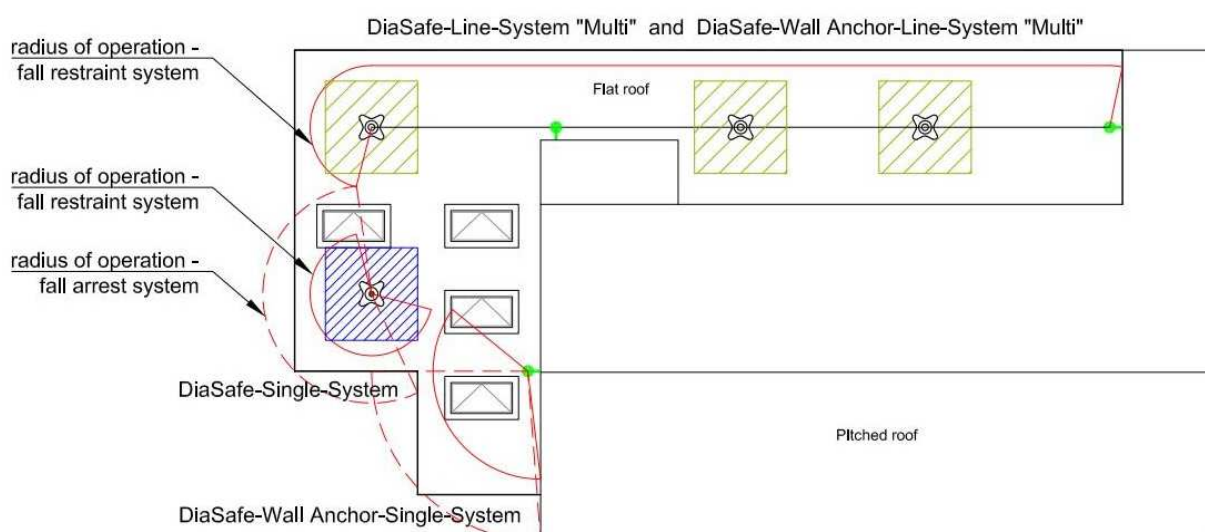 DiaSafe-Line-System "Multi" and DiaSafe-Wall Anchor-Line-System "Multi"
radius of operation -
fall restraint system
Flat roof
radius of operation -
fall restraint system
radius of operation -
fall arrest system
DiaSafe-Single-System
PItched roof
DiaSafe-Wall Anchor-Single-System